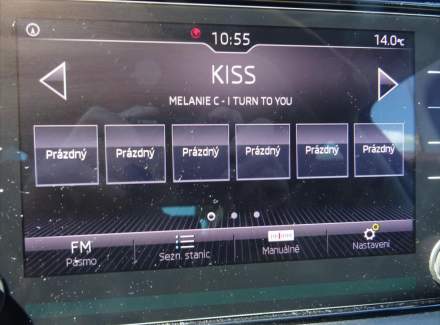 10:55
14.0°C
KISS
MELANIE C - I TURN TO YOU
Prázdný Prázdný Prázdný Prázdný Prázdný Prázdný
FM
Pásmo
Sezn. stanic
Manuálně
Nastavení